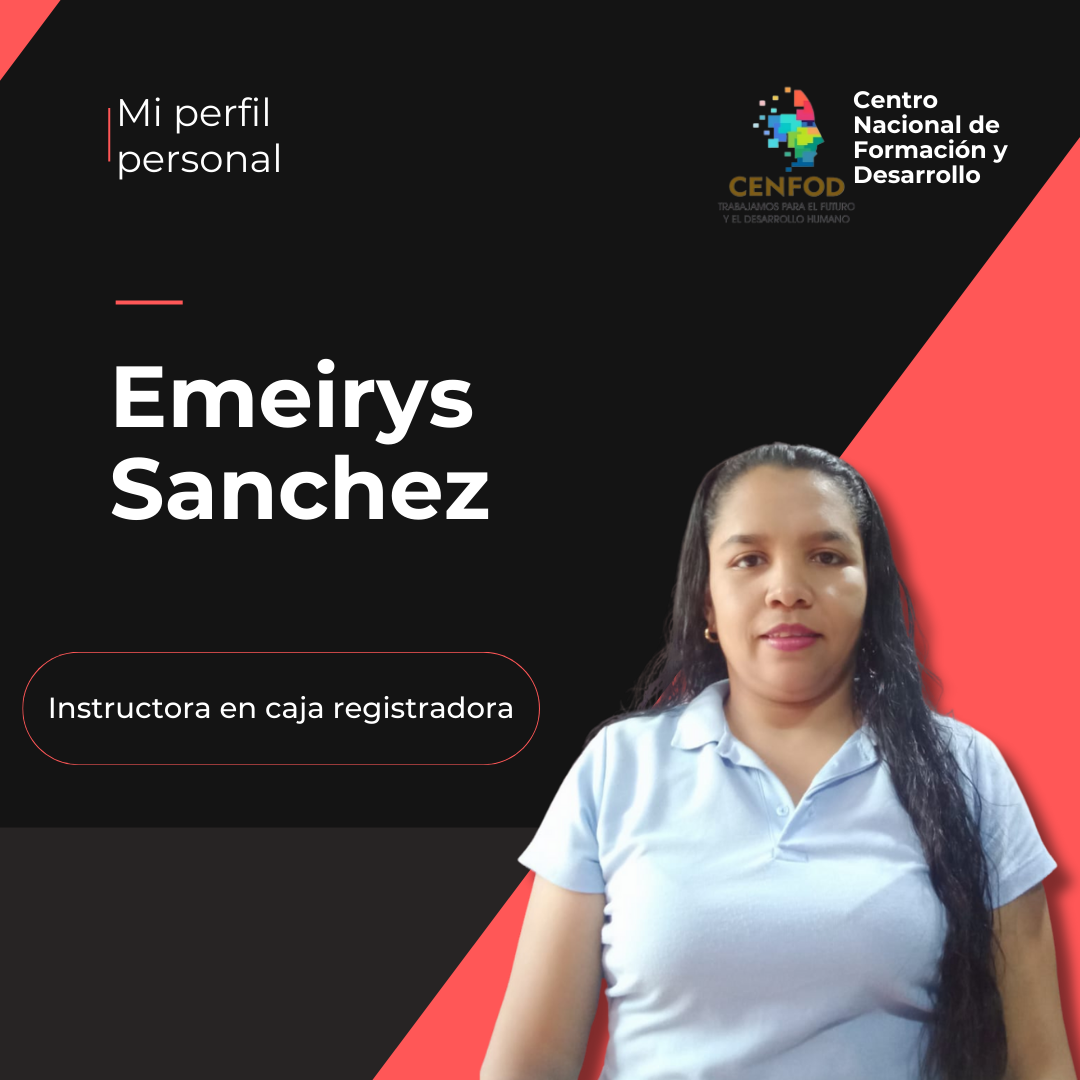 Mi perfil
personal
Centro
Nacional de
Formación y
Desarrollo
CENFOD
TRABAJAMOS PARA EL FUTURO
Y EL DESARROLLO HUMANO
Emeirys
Sanchez
Instructora en caja registradora